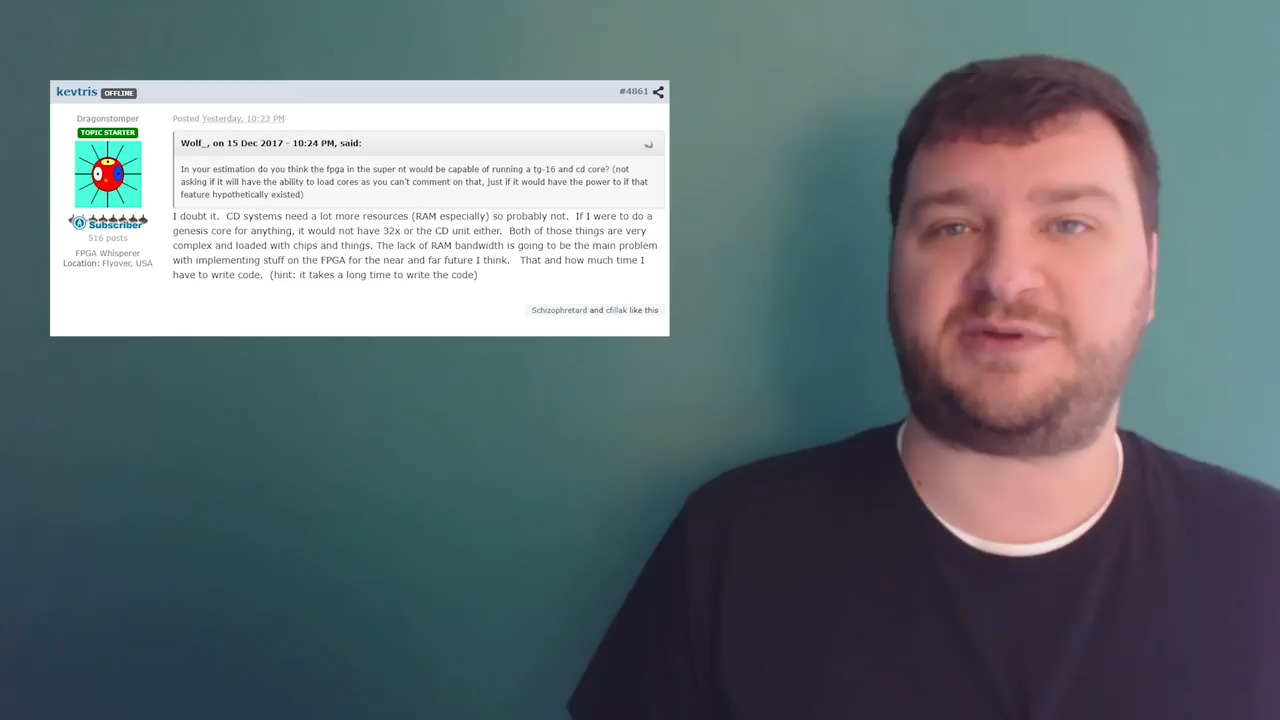 kevtris OFFLINE
#4861
Dragonstomper
TOPIC STARTER
Subscriber
516 posts
FPGA Whisperer
Location: Flyover, USA
Posted Yesterday, 10:23 PM
Wolf_, on 15 Dec 2017 - 10:24 PM, said:
In your estimation do you think the fpga in the super nt would be capable of running a tg-16 and cd core? (not
asking if it will have the ability to load cores as you can't comment on that, just if it would have the power to if that
feature hypothetically existed)
I doubt it. CD systems need a lot more resources (RAM especially) so probably not. If I were to do a
genesis core for anything, it would not have 32x or the CD unit either. Both of those things are very
complex and loaded with chips and things. The lack of RAM bandwidth is going to be the main problem
with implementing stuff on the FPGA for the near and far future I think. That and how much time I
have to write code. (hint: it takes a long time to write the code)
Schizophretard and cfillak like this